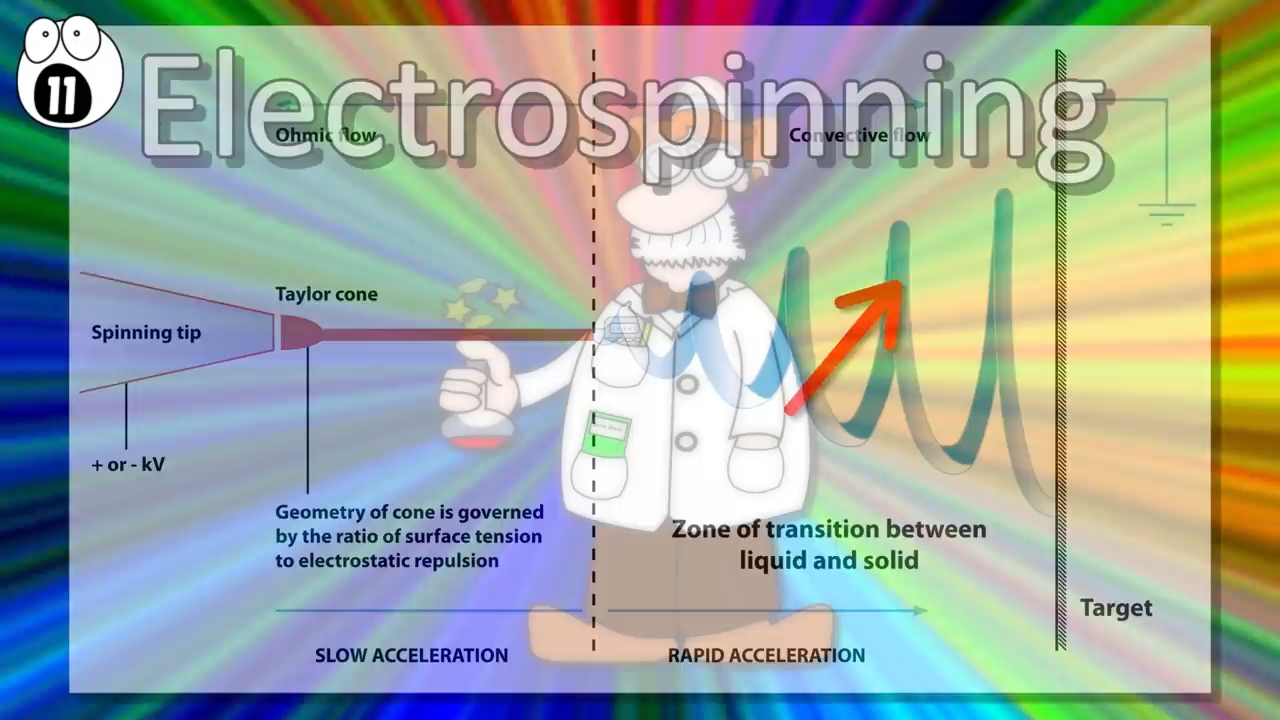 11
Electrospinning
Ohmic flow
Convective flow
Taylor cone
Spinning tip
+ or - kV
Geometry of cone is governed
by the ratio of surface tension
to electrostatic repulsion
Zone of transition between
liquid and solid
Target
SLOW ACCELERATION
RAPID ACCELERATION